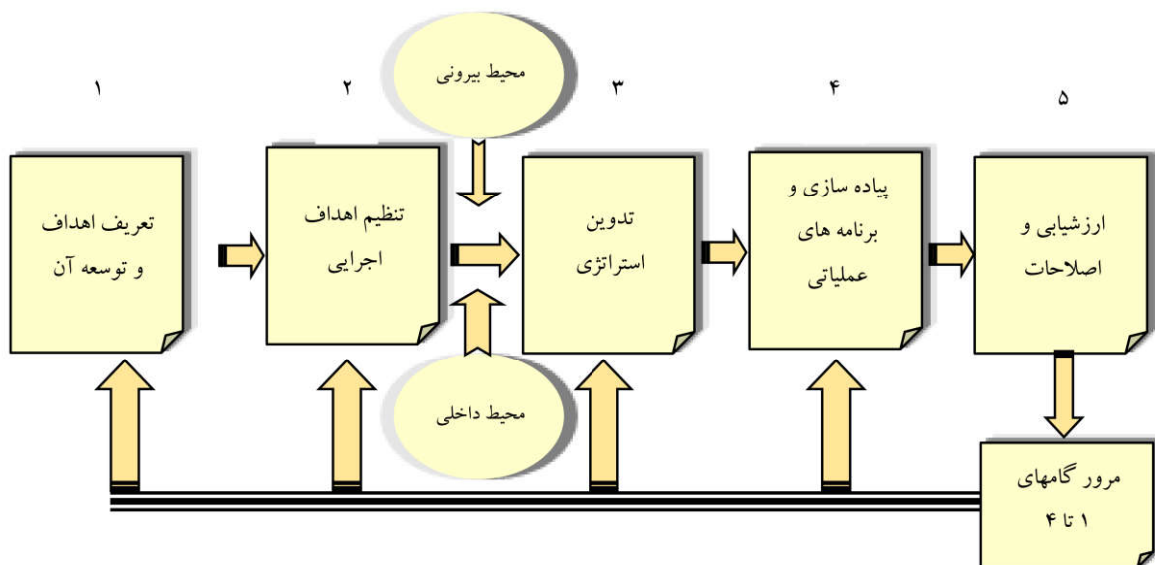 محیط بیرونی
۱
۲
۳
۴
۵
تعریف اهداف
و توسعه آن
تنظیم اهداف
اجرایی
تدوین
استراتژی
پیاده سازی و
برنامه های
عملیاتی
ارزشیابی و
اصلاحات
محیط داخلی
مرور گامهای
۱ تا ۴